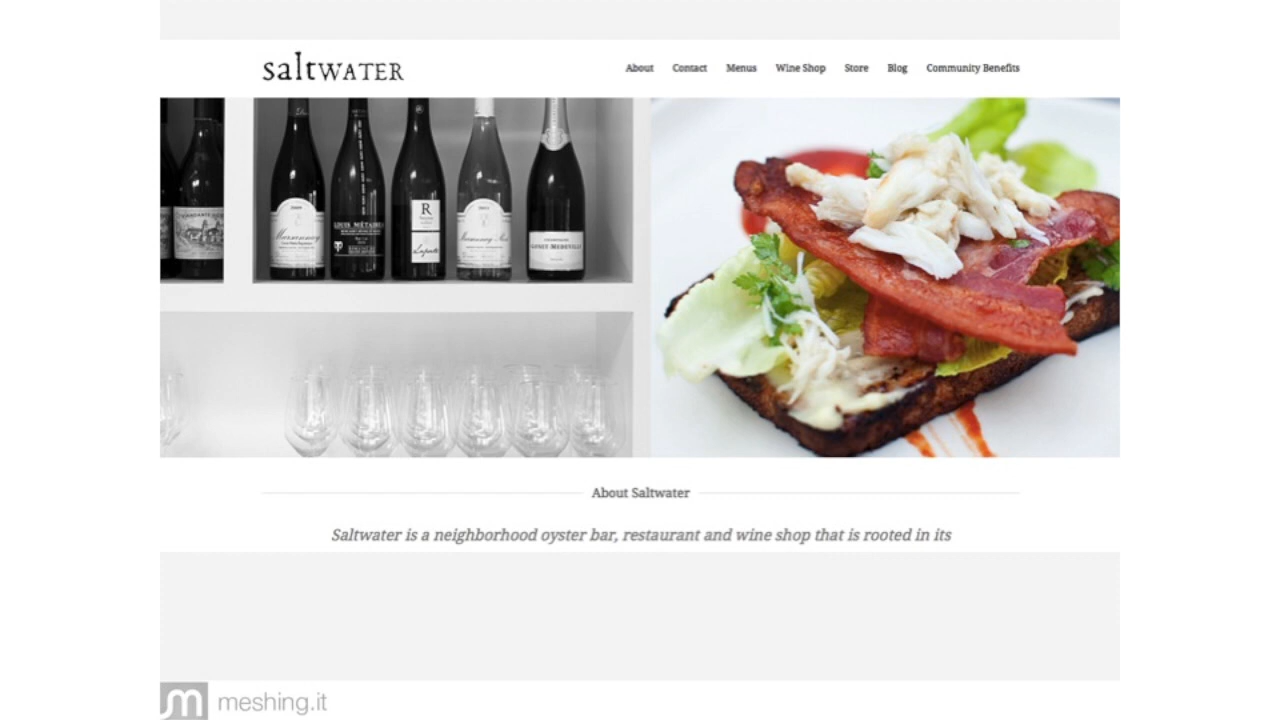 saltWATER
About Contact Menus Wine Shop Store Blog Community Benefits
R
About Saltwater
Saltwater is a neighborhood oyster bar, restaurant and wine shop that is rooted in its
m meshing.it